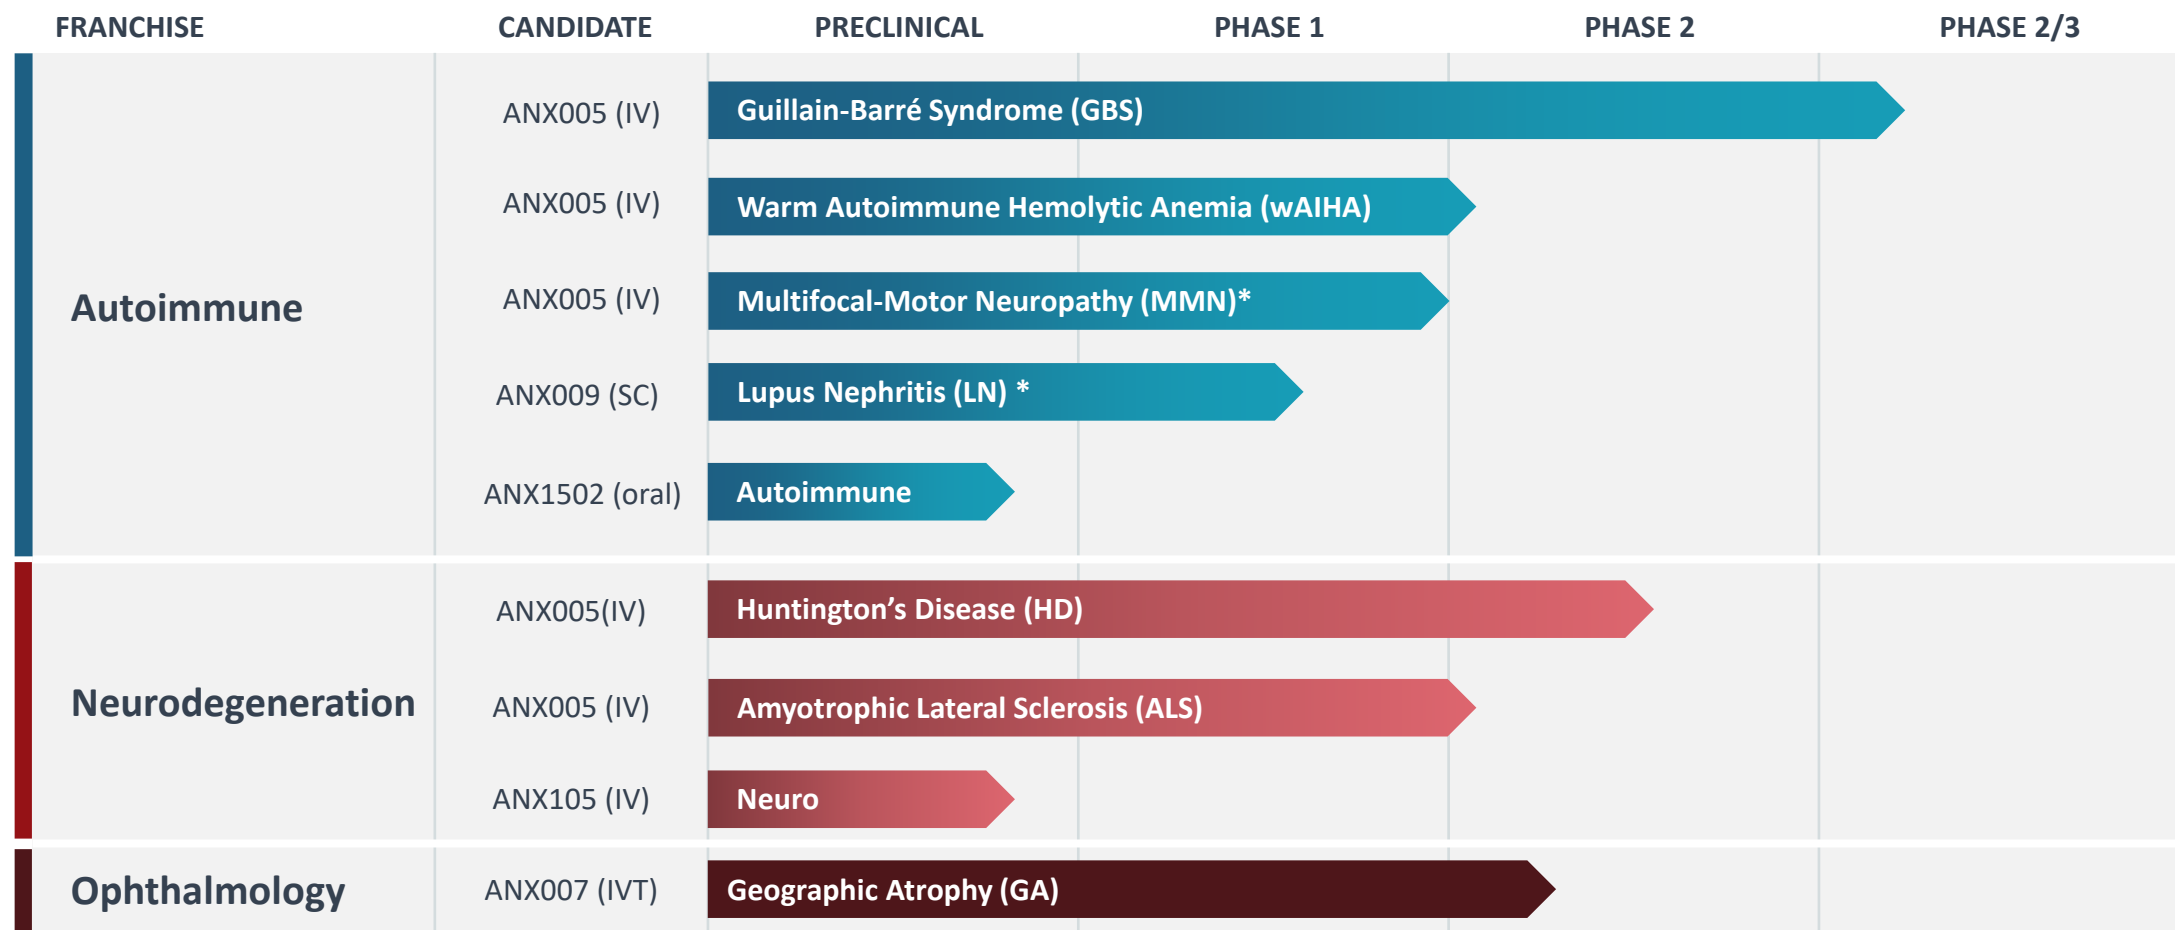 FRANCHISE CANDIDATE PRECLINICAL PHASE 1 PHASE 2 PHASE 2/3
Autoimmune
ANX005 (IV) Guillain-Barré Syndrome (GBS)
ANX005 (IV) Warm Autoimmune Hemolytic Anemia (wAIHA)
ANX005 (IV) Multifocal-Motor Neuropathy (MMN)*
ANX009 (SC) Lupus Nephritis (LN) *
ANX1502 (oral) Autoimmune
Neurodegeneration
ANX005(IV) Huntington’s Disease (HD)
ANX005 (IV) Amyotrophic Lateral Sclerosis (ALS)
ANX105 (IV) Neuro
Ophthalmology ANX007 (IVT) Geographic Atrophy (GA)